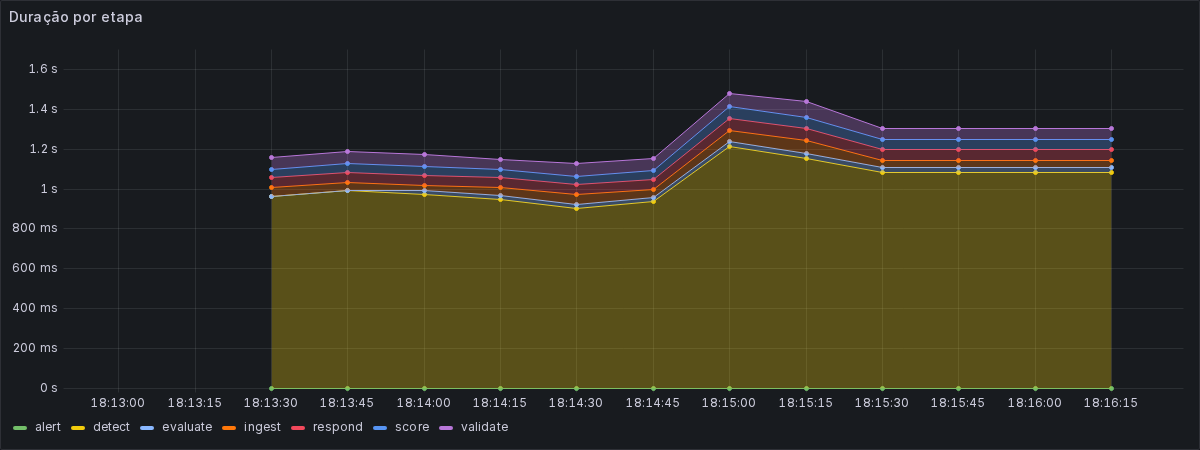 Duração por etapa
1.6 s
1.4 s
1.2 s
1 s
800 ms
600 ms
400 ms
200 ms
0 s
18:13:00 18:13:15 18:13:30 18:13:45 18:14:00 18:14:15 18:14:30 18:14:45 18:15:00 18:15:15 18:15:30 18:15:45 18:16:00 18:16:15
alert detect evaluate ingest respond score validate